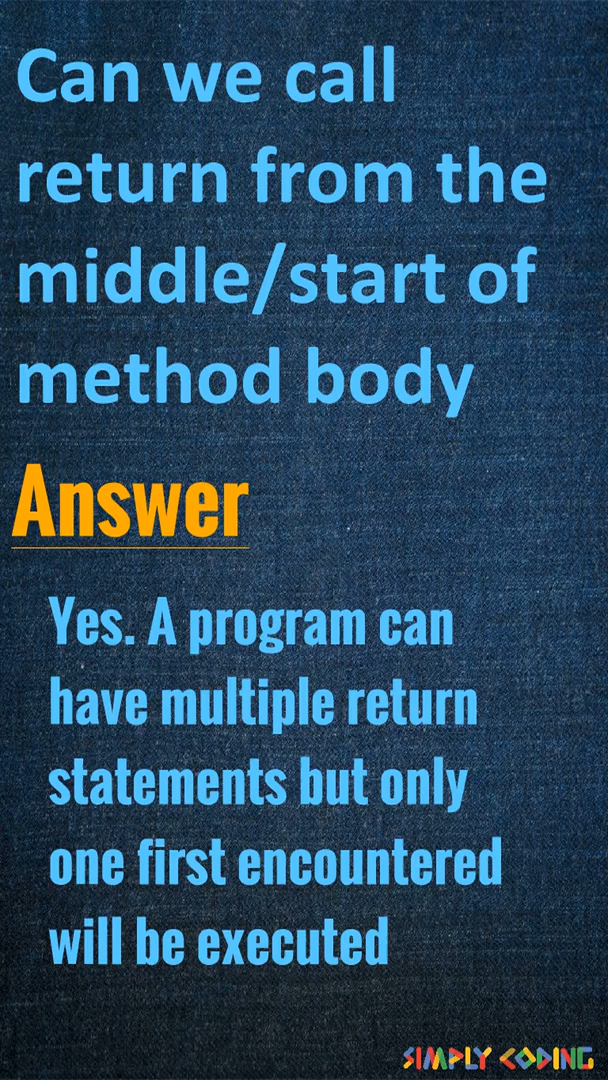 Can we call
return from the
middle/start of
method body
Answer
Yes. A program can
have multiple return
statements but only
one first encountered
will be executed
SIMPLY CODING